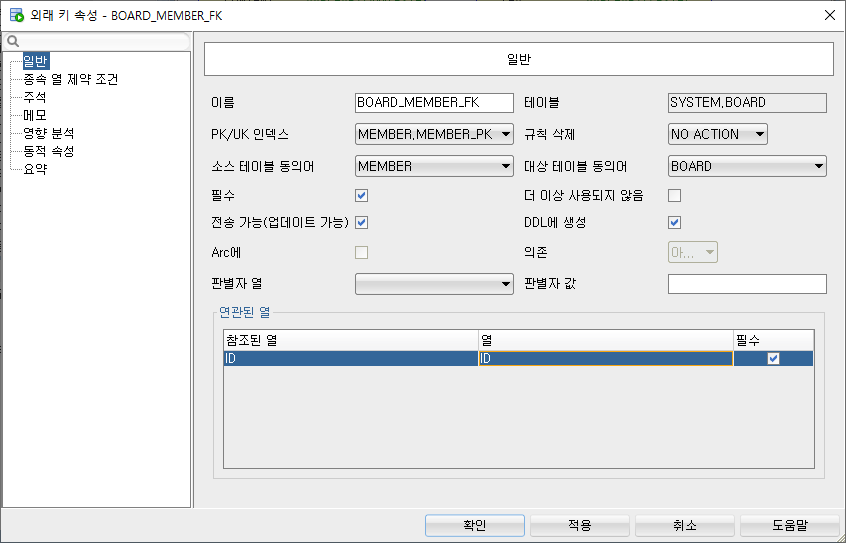 외래 키 속성 - BOARD_MEMBER_FK
일반
종속 열 제약 조건
주석
메모
영향 분석
동적 속성
요약
일반
이름 BOARD_MEMBER_FK 테이블 SYSTEM.BOARD
PK/UK 인덱스 MEMBER.MEMBER_PK 규칙 삭제 NO ACTION
소스 테이블 동의어 MEMBER 대상 테이블 동의어 BOARD
필수 더 이상 사용되지 않음
전송 가능(업데이트 가능) DDL에 생성
Arc에 의존 아...
판별자 열 판별자 값
연관된 열
참조된 열 열 필수
ID ID
확인 적용 취소 도움말